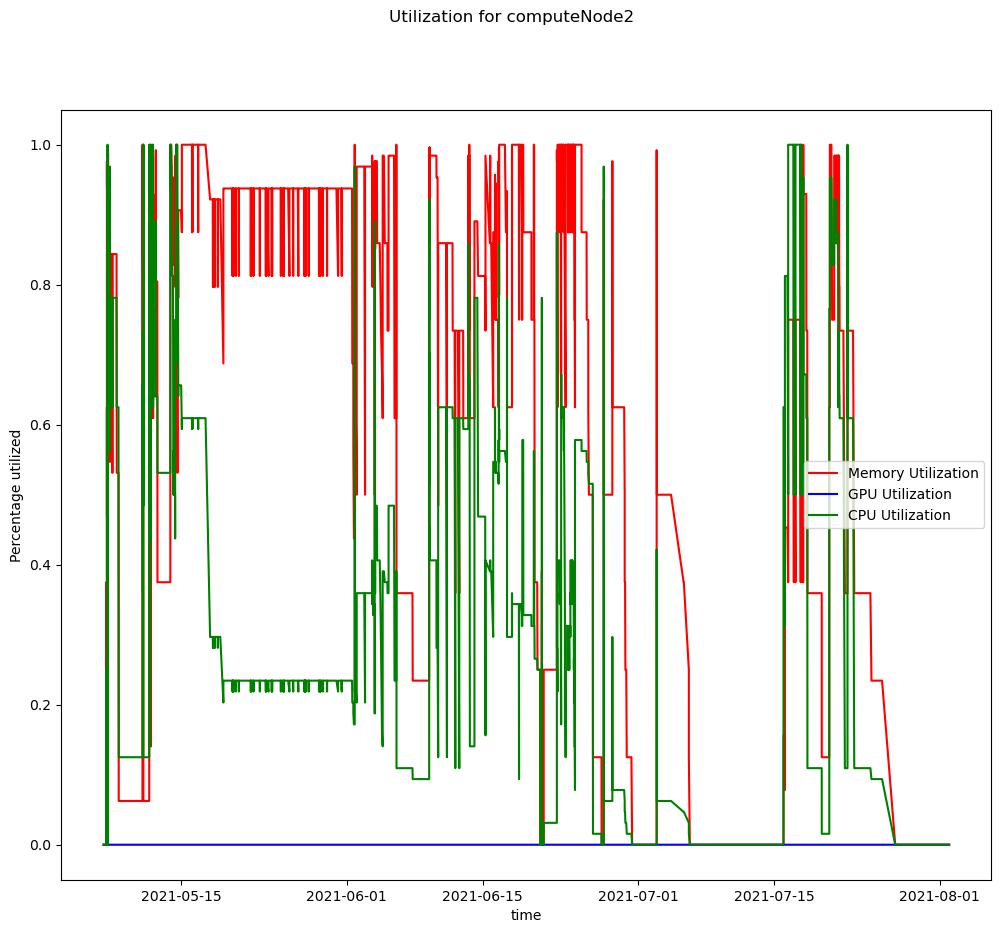 Utilization for computeNode2
Percentage utilized
1.0
0.8
0.6
0.4
0.2
0.0
Memory Utilization
GPU Utilization
CPU Utilization
2021-05-15 2021-06-01 2021-06-15 2021-07-01 2021-07-15 2021-08-01
time